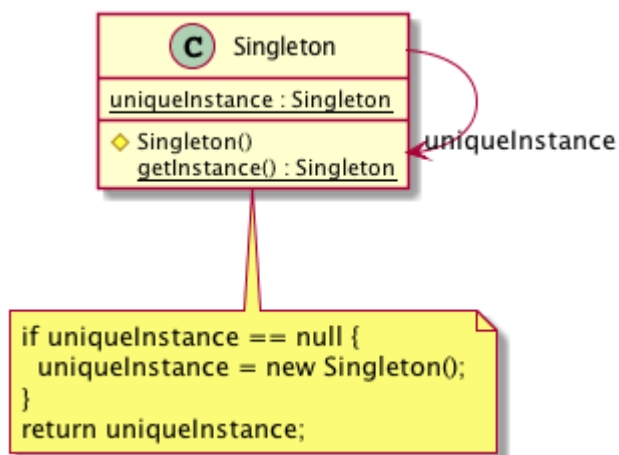 C Singleton
uniqueInstance : Singleton
Singleton()
getInstance() : Singleton
uniqueInstance
if uniqueInstance == null {
  uniqueInstance = new Singleton();
}
return uniqueInstance;